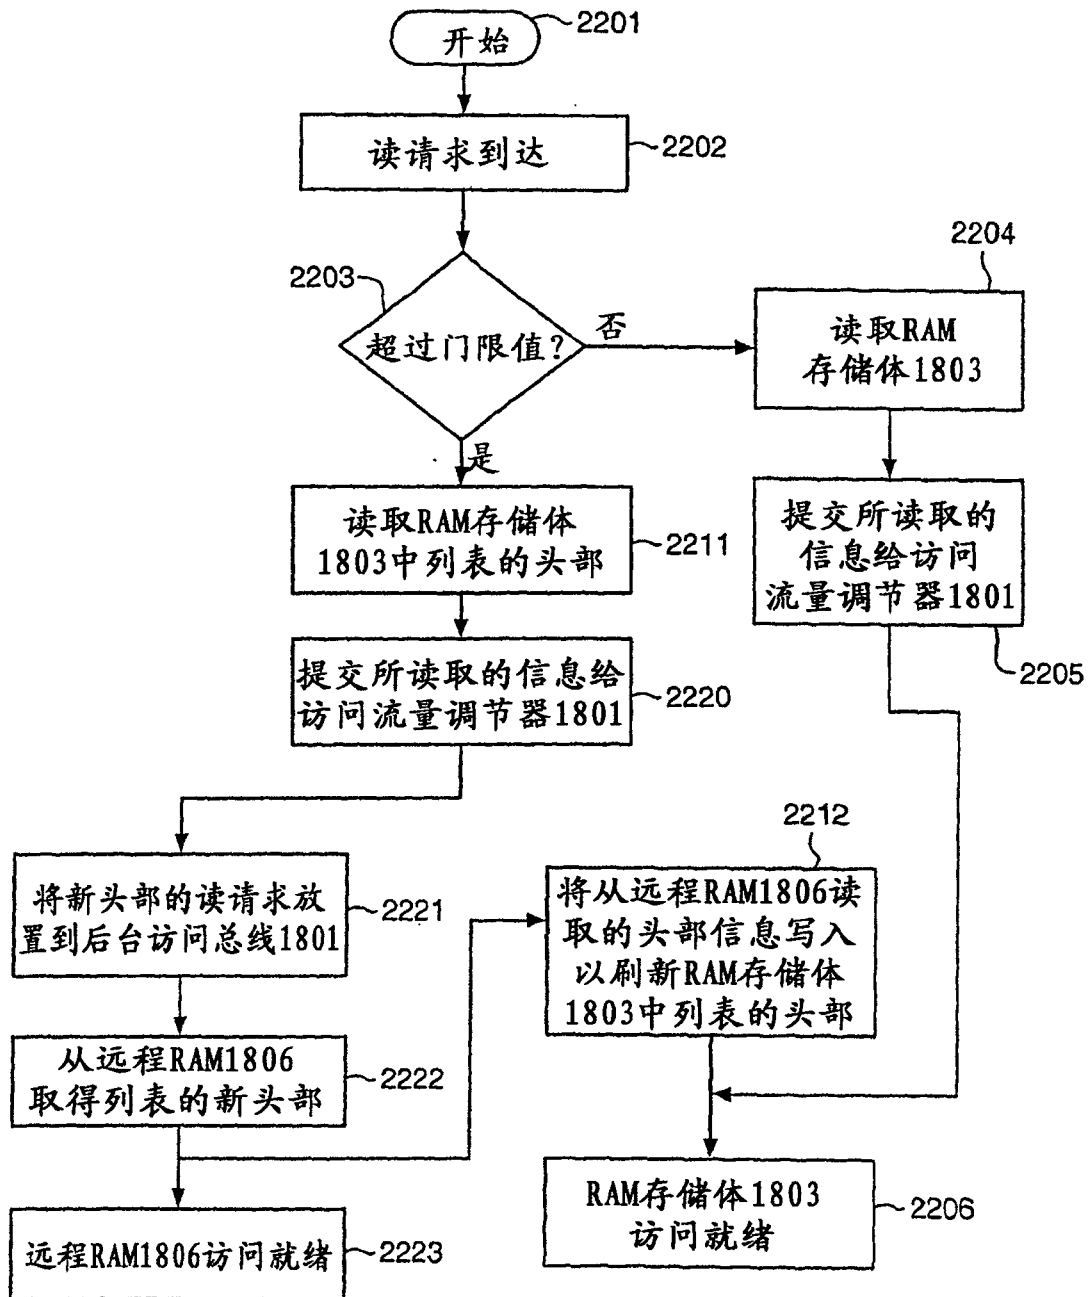 开始
2201
读请求到达
2202
2203
超过门限值?
否
是
2204
读取RAM
存储体1803
提交所读取的
信息给访问
流量调节器1801
2205
读取RAM存储体
1803中列表的头部
2211
提交所读取的信息给
访问流量调节器1801
2220
将新头部的读请求放
置到后台访问总线1801
2221
从远程RAM1806
取得列表的新头部
2222
远程RAM1806访问就绪
2223
2212
将从远程RAM1806读
取的头部信息写入
以刷新RAM存储体
1803中列表的头部
RAM存储体1803
访问就绪
2206